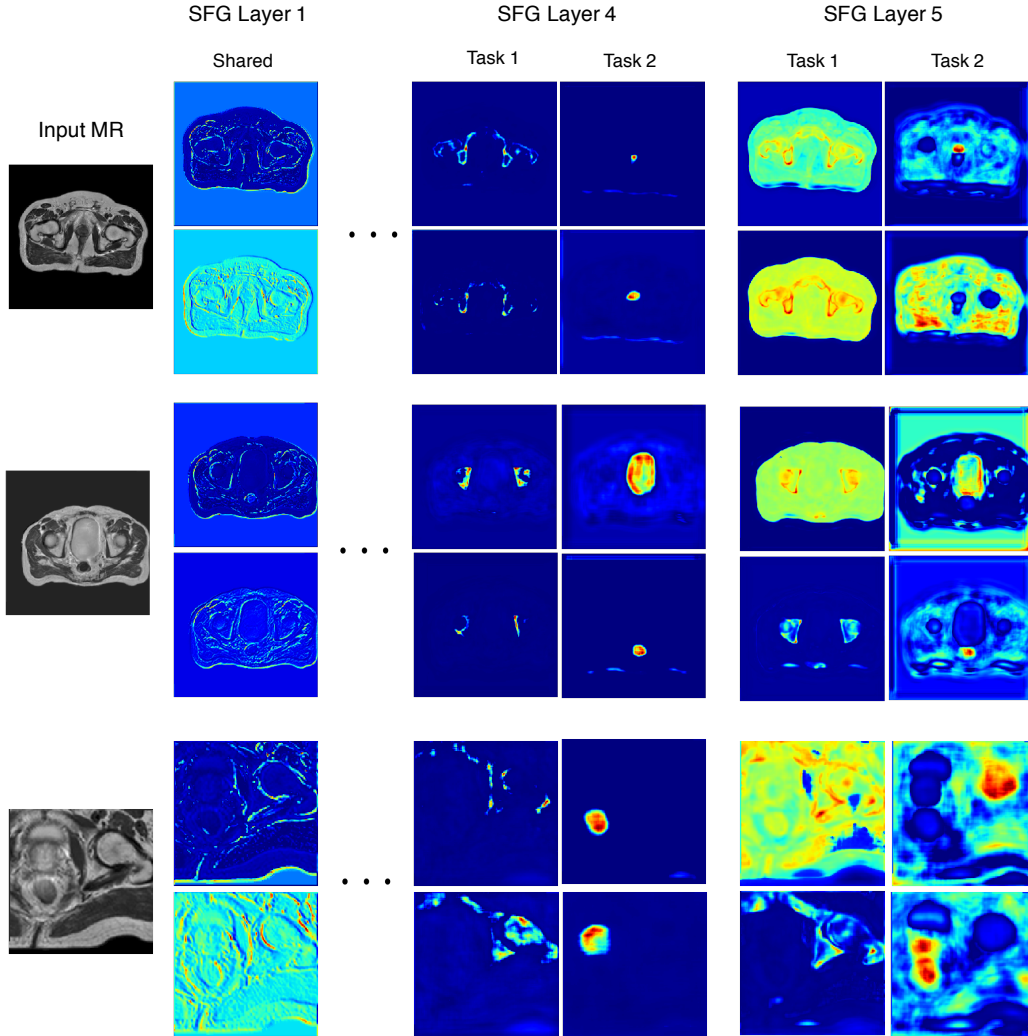 SFG Layer 1 SFG Layer 4 SFG Layer 5
Shared Task 1 Task 2 Task 1 Task 2
Input MR
. . .
. . .
. . .